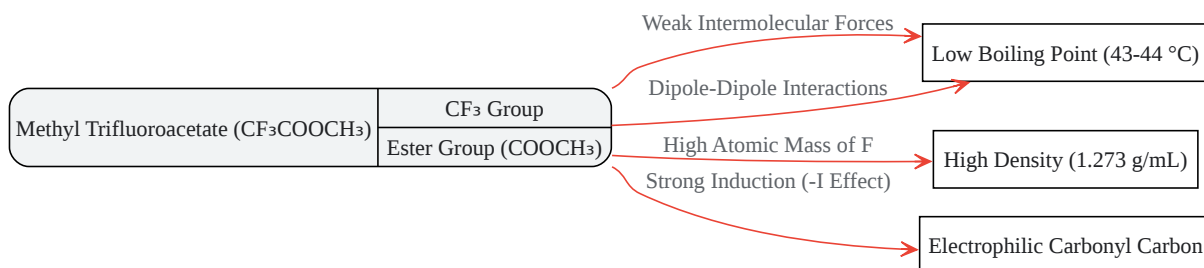 Methyl Trifluoroacetate (CF₃COOCH₃)
CF₃ Group
Ester Group (COOCH₃)
Weak Intermolecular Forces
Dipole-Dipole Interactions
High Atomic Mass of F
Strong Induction (-I Effect)
Low Boiling Point (43-44 °C)
High Density (1.273 g/mL)
Electrophilic Carbonyl Carbon